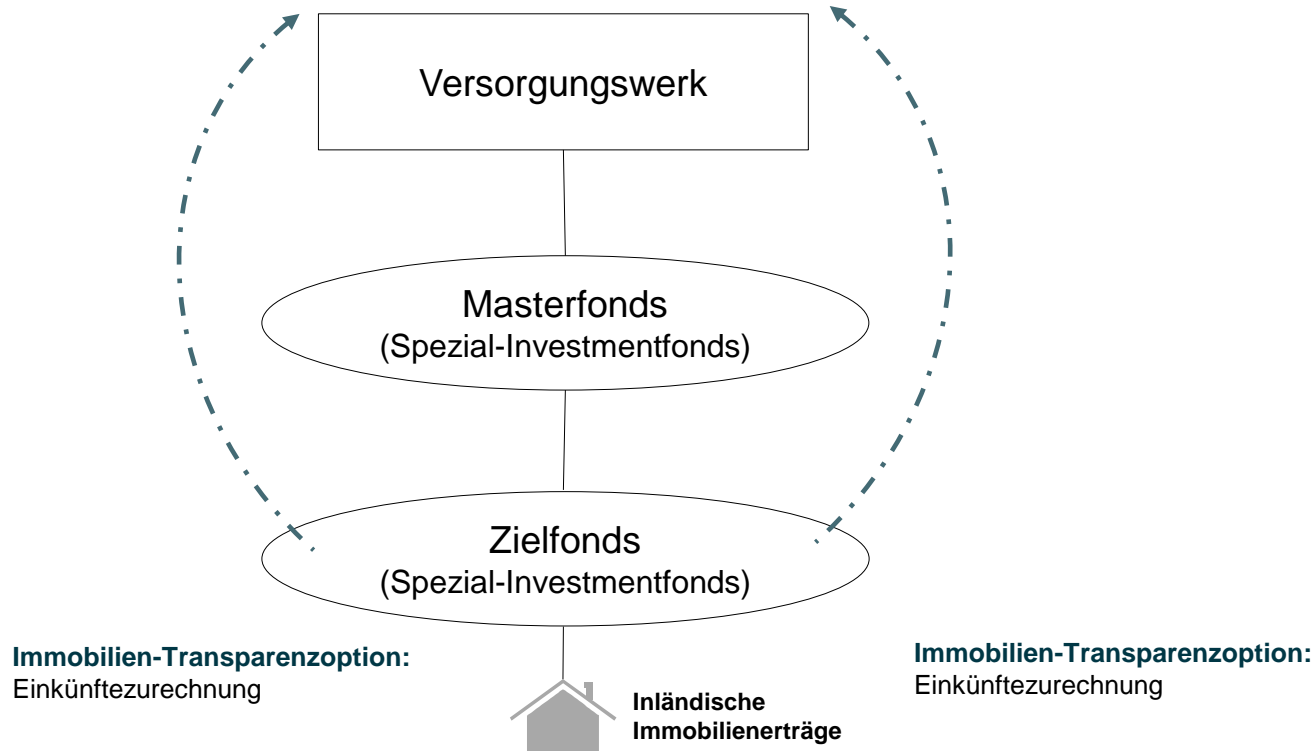 Versorgungswerk
Masterfonds
(Spezial-Investmentfonds)
Zielfonds
(Spezial-Investmentfonds)
Immobilien-Transparenzoption:
Einkünftezurechnung
Immobilien-Transparenzoption:
Einkünftezurechnung
Inländische
Immobilienerträge